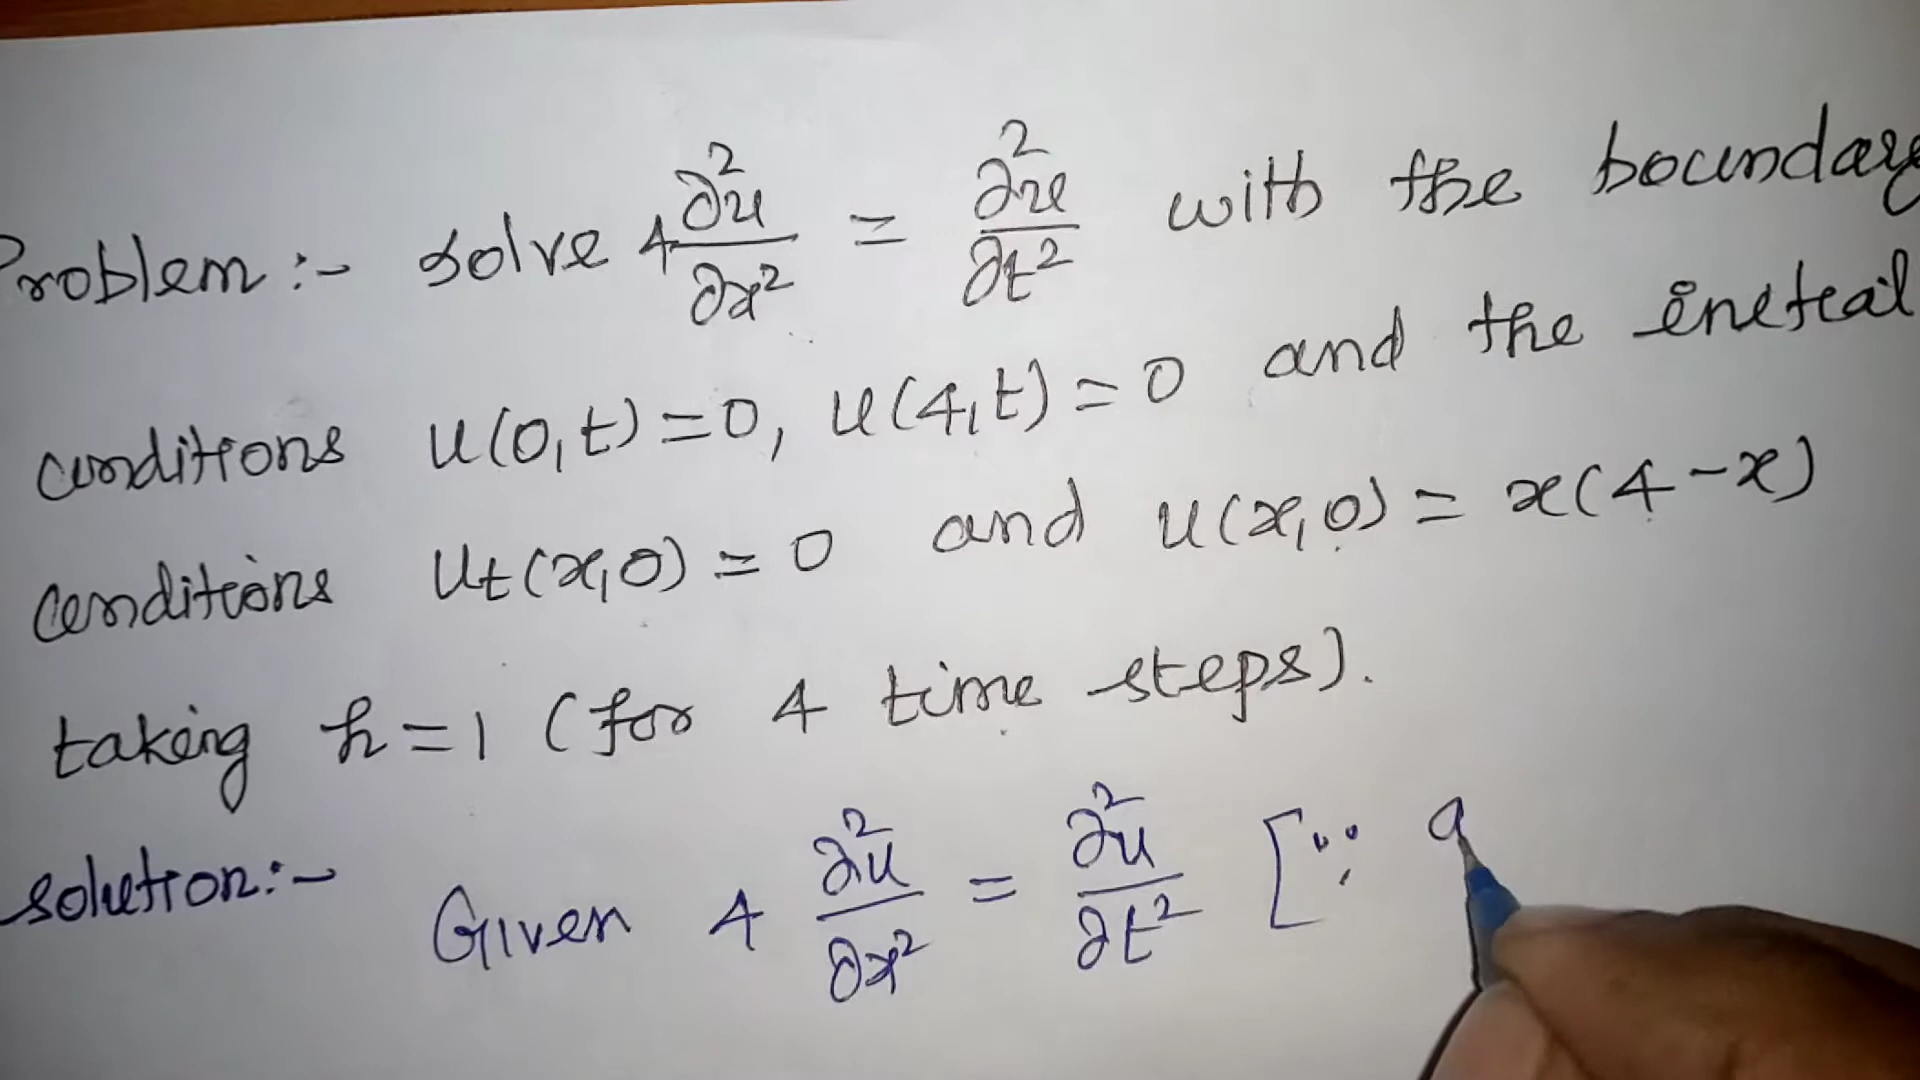 Problem :- solve 4 ∂²u/∂x² = ∂²u/∂t² with the boundary
conditions u(0,t)=0, u(4,t)=0 and the initial
conditions ut(x,0)=0 and u(x,0)=x(4-x)
taking h=1 (for 4 time steps).
solution:- Given 4 ∂²u/∂x² = ∂²u/∂t² [∵ a